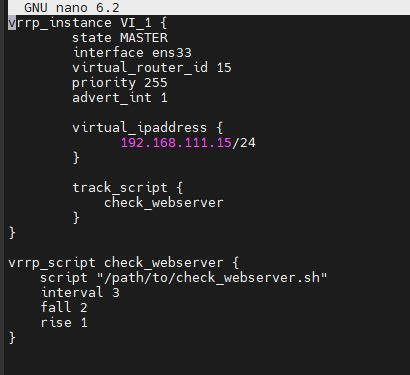 GNU nano 6.2
vrrp_instance VI_1 {
state MASTER
interface ens33
virtual_router_id 15
priority 255
advert_int 1
virtual_ipaddress {
192.168.111.15/24
}
track_script {
check_webserver
}
}
vrrp_script check_webserver {
script "/path/to/check_webserver.sh"
interval 3
fall 2
rise 1
}